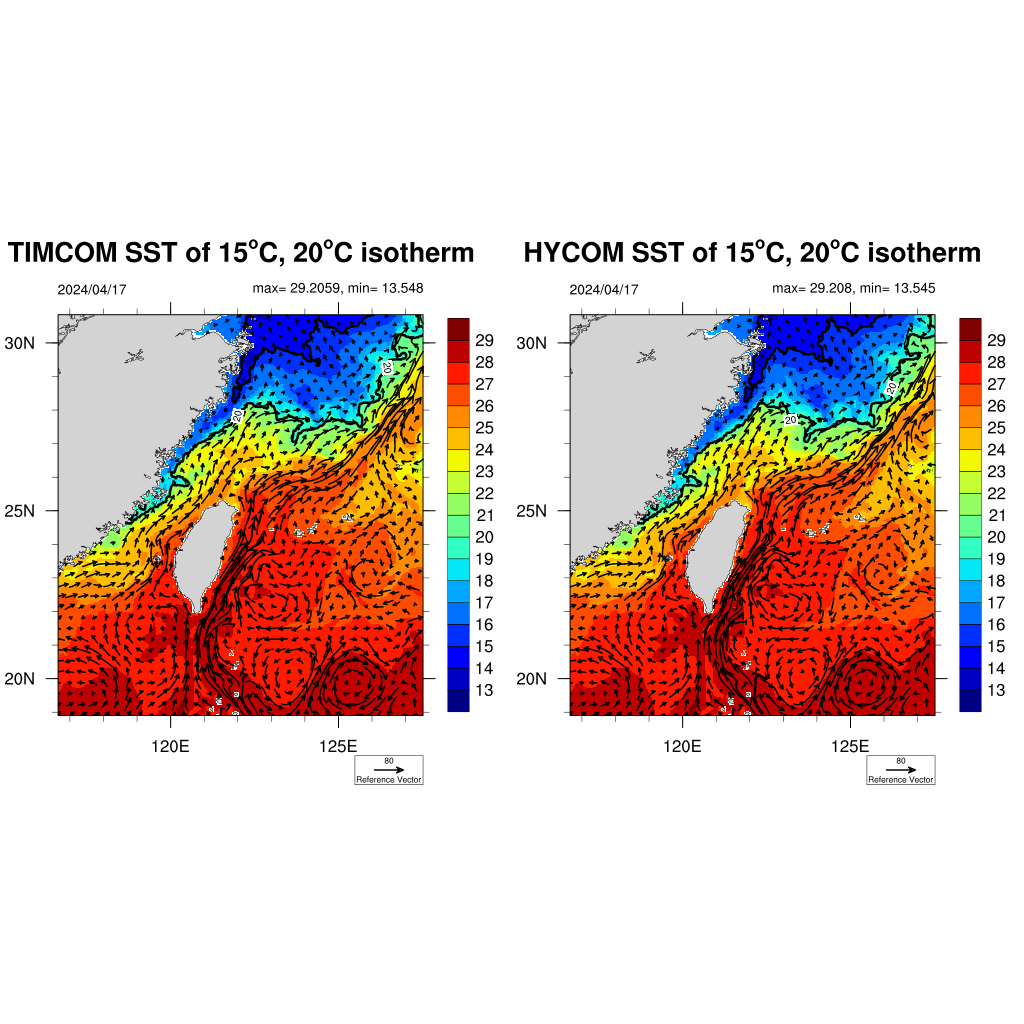 TIMCOM SST of 15°C, 20°C isotherm
2024/04/17 max= 29.2059, min= 13.548
30N
25N
20N
120E 125E
20
20
29
28
27
26
25
24
23
22
21
20
19
18
17
16
15
14
13
80
Reference Vector
HYCOM SST of 15°C, 20°C isotherm
2024/04/17 max= 29.208, min= 13.545
30N
25N
20N
120E 125E
20
20
29
28
27
26
25
24
23
22
21
20
19
18
17
16
15
14
13
80
Reference Vector